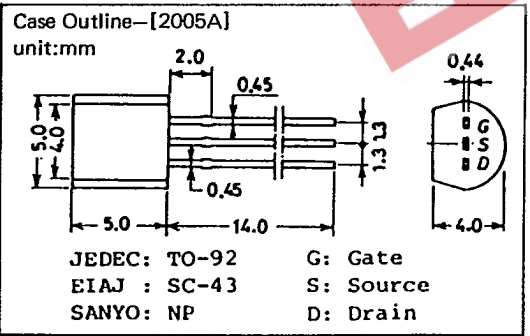 Case Outline—[2005A]
unit:mm
2.0
0.45
0.44
5.0
4.0
1.3
1.3
G
S
D
0.45
5.0
14.0
4.0
JEDEC: TO-92
EIAJ : SC-43
SANYO: NP
G: Gate
S: Source
D: Drain